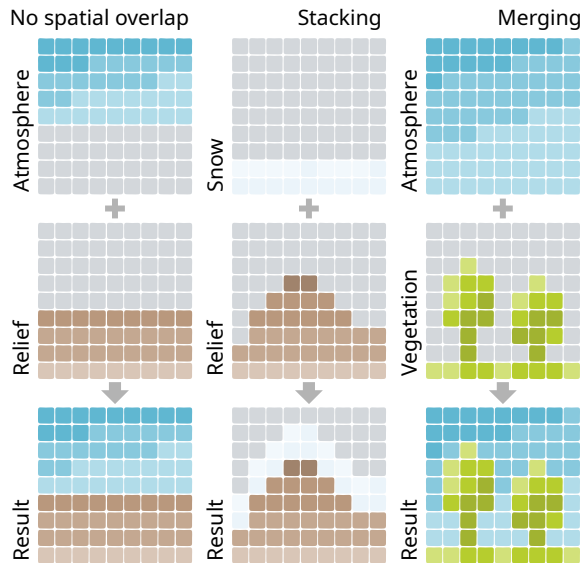 No spatial overlap
Stacking
Merging
Atmosphere
Snow
Atmosphere
Relief
Relief
Vegetation
Result
Result
Result